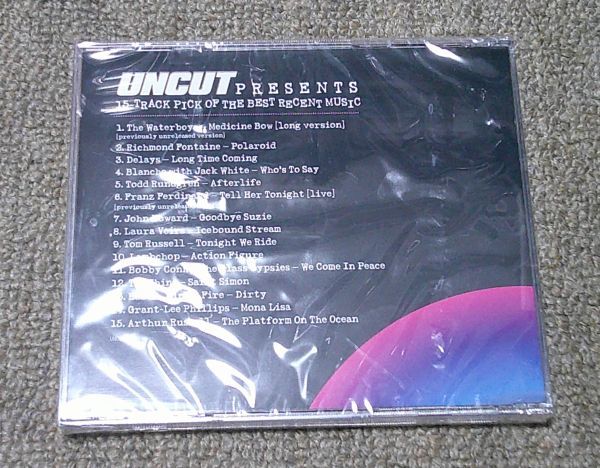 UNCUT PRESENTS
15-TRACK PICK OF THE BEST RECENT MUSIC
1. The Waterboys, Medicine Bow [long version]
[previously unreleased version]
2. Richmond Fontaine – Polaroid
3. Delays – Long Time Coming
4. Blanche with Jack White – Who's To Say
5. Todd Rundgren – Afterlife
6. Franz Ferdinand – Tell Her Tonight [live]
[previously unreleased
7. John Howard – Goodbye Suzie
8. Laura Veirs – Icebound Stream
9. Tom Russell – Tonight We Ride
10. Lambchop – Action Figure
11. Bobby Conn Glass Gypsies – We Come In Peace
12. Shins – Saint Simon
Fire – Dirty
Grant-Lee Phillips – Mona Lisa
15. Arthur Russell – The Platform On The Ocean